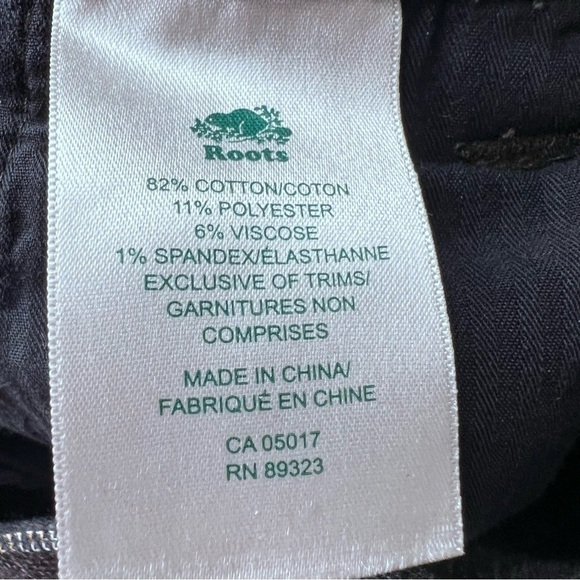 Roots
82% COTTON/COTON
11% POLYESTER
6% VISCOSE
1% SPANDEX/ÉLASTHANNE
EXCLUSIVE OF TRIMS/
GARNITURES NON
COMPRISES
MADE IN CHINA/
FABRIQUÉ EN CHINE
CA 05017
RN 89323